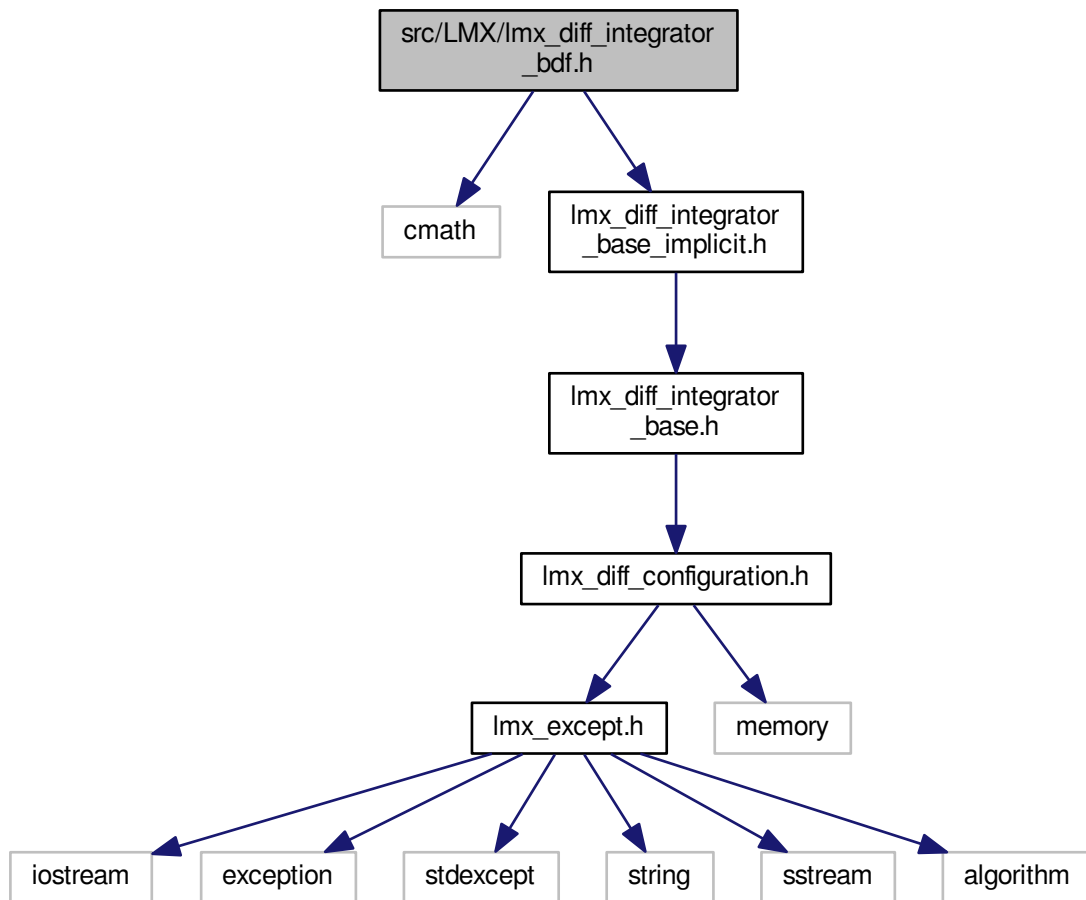 src/LMX/lmx_diff_integrator
_bdf.h
cmath
lmx_diff_integrator
_base_implicit.h
lmx_diff_integrator
_base.h
lmx_diff_configuration.h
lmx_except.h
memory
iostream
exception
stdexcept
string
sstream
algorithm